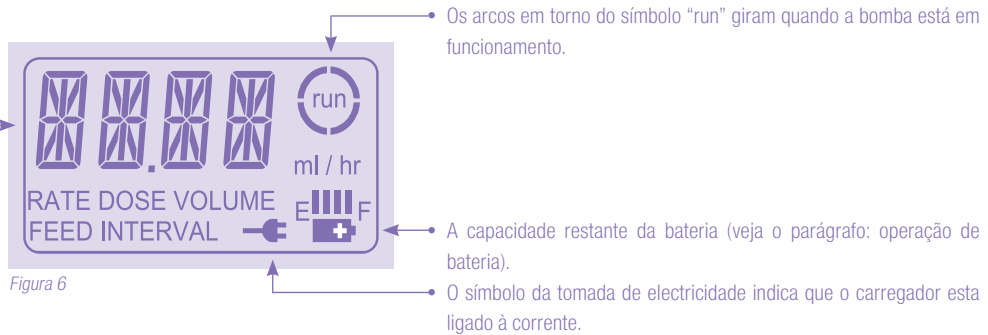 Os arcos em torno do símbolo “run” giram quando a bomba está em
funcionamento.
run
ml / hr
RATE DOSE VOLUME
FEED INTERVAL
E F
A capacidade restante da bateria (veja o parágrafo: operação de
bateria).
Figura 6
O símbolo da tomada de electricidade indica que o carregador esta
ligado à corrente.